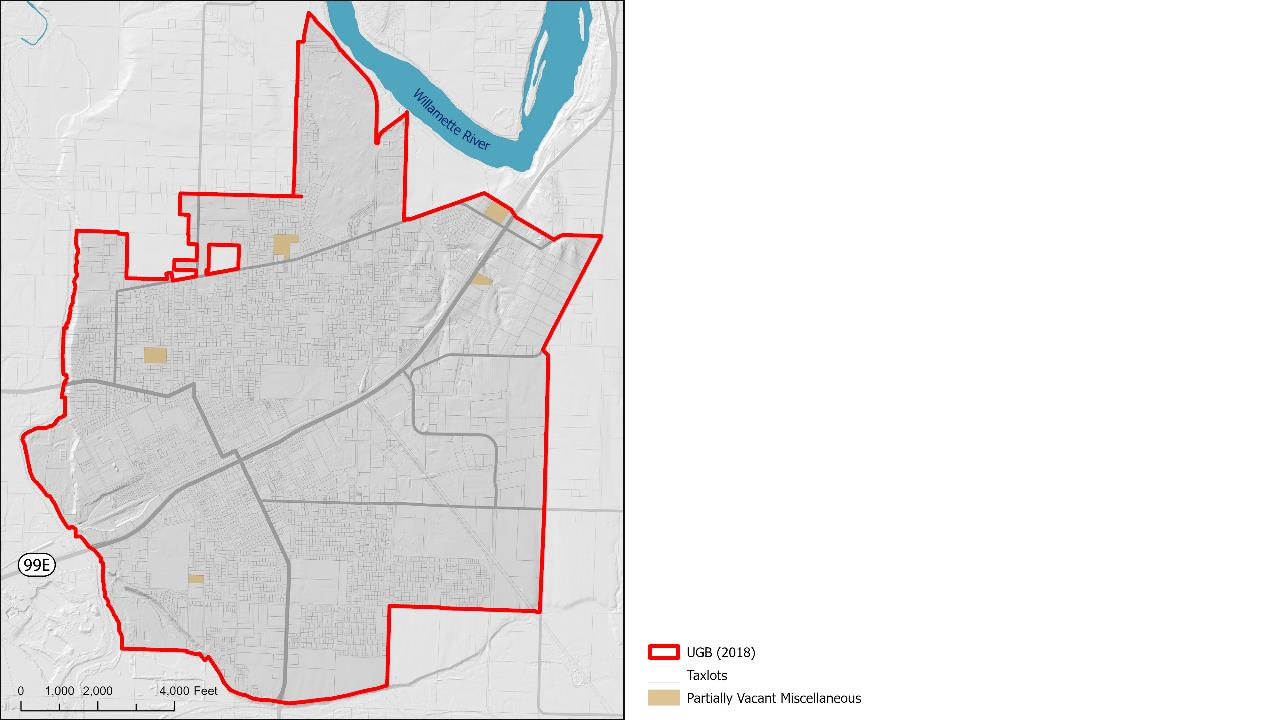 Willamette River
99E
0 1,000 2,000 4,000 Feet
UGB (2018)
Taxlots
Partially Vacant Miscellaneous